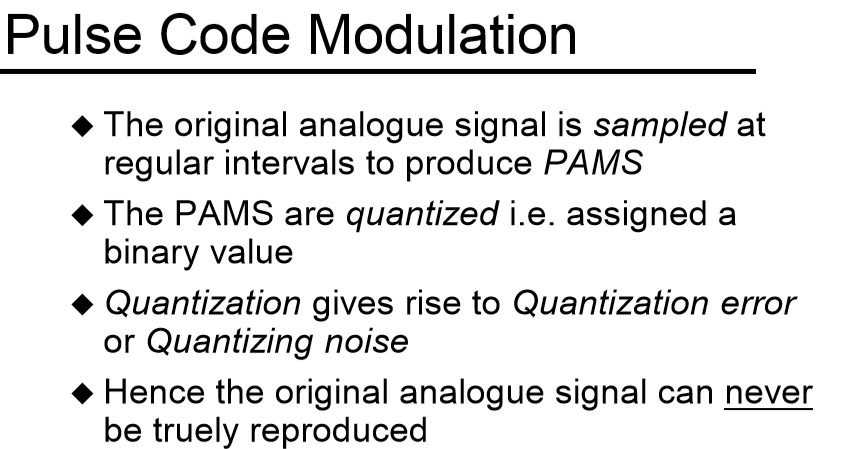 Pulse Code Modulation
◆ The original analogue signal is sampled at
regular intervals to produce PAMS
◆ The PAMS are quantized i.e. assigned a
binary value
◆ Quantization gives rise to Quantization error
or Quantizing noise
◆ Hence the original analogue signal can never
be truely reproduced